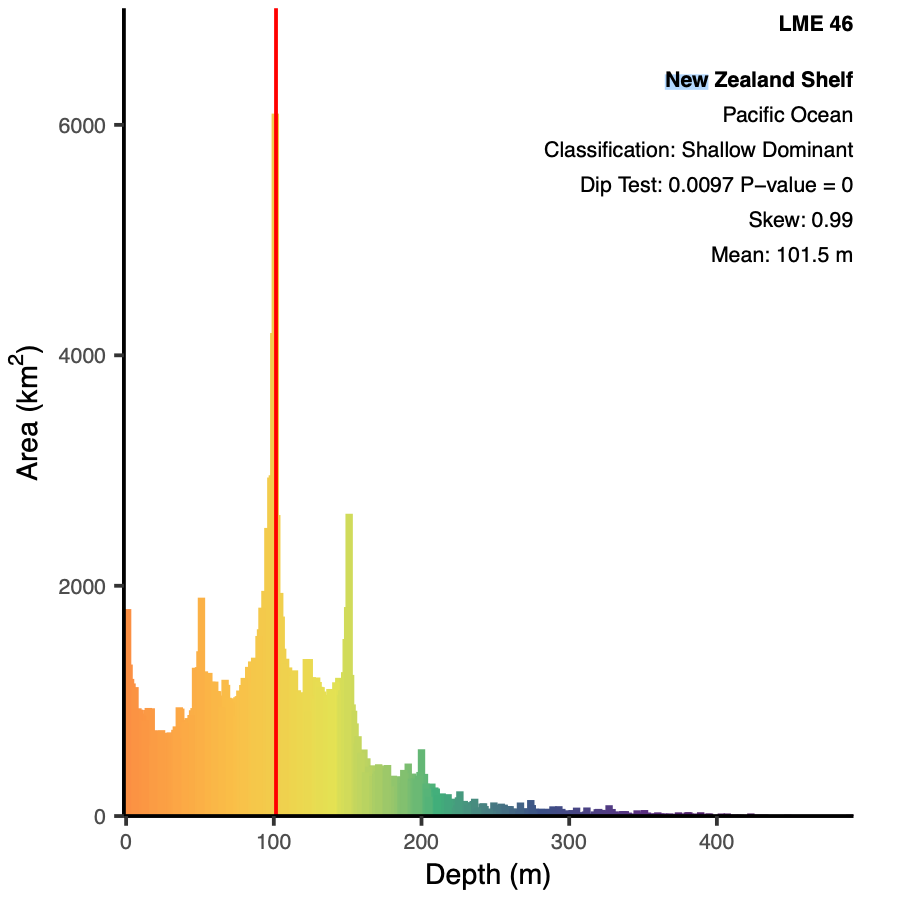 LME 46
New Zealand Shelf
Pacific Ocean
Classification: Shallow Dominant
Dip Test: 0.0097 P−value = 0
Skew: 0.99
Mean: 101.5 m
Area (km²)
6000
4000
2000
0
0 100 200 300 400
Depth (m)